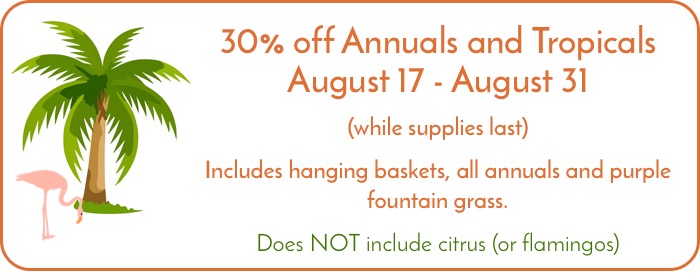 30% off Annuals and Tropicals
August 17 - August 31
(while supplies last)
Includes hanging baskets, all annuals and purple
fountain grass.
Does NOT include citrus (or flamingos)